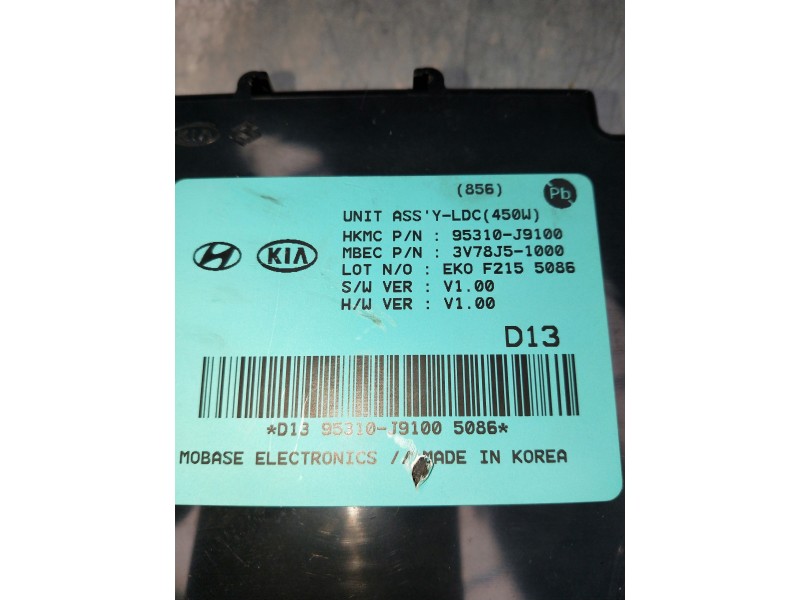 KIA
(856)
Pb
UNIT ASS'Y-LDC(450W)
HKMC P/N : 95310-J9100
KIA
MBEC P/N : 3V78J5-1000
LOT N/O : EKO F215 5086
S/W VER : V1.00
H/W VER : V1.00
D13
*D13 95310-J9100 5086*
MOBASE ELECTRONICS // MADE IN KOREA